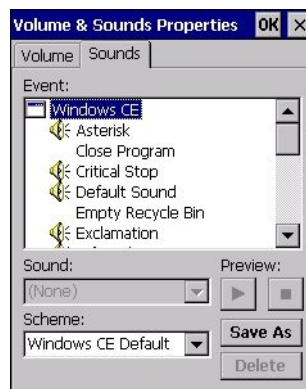 Volume & Sounds Properties OK ×
Volume Sounds
Event:
Windows CE
Asterisk
Close Program
Critical Stop
Default Sound
Empty Recycle Bin
Exclamation
Sound: Preview:
(None)
Scheme:
Windows CE Default
Save As
Delete